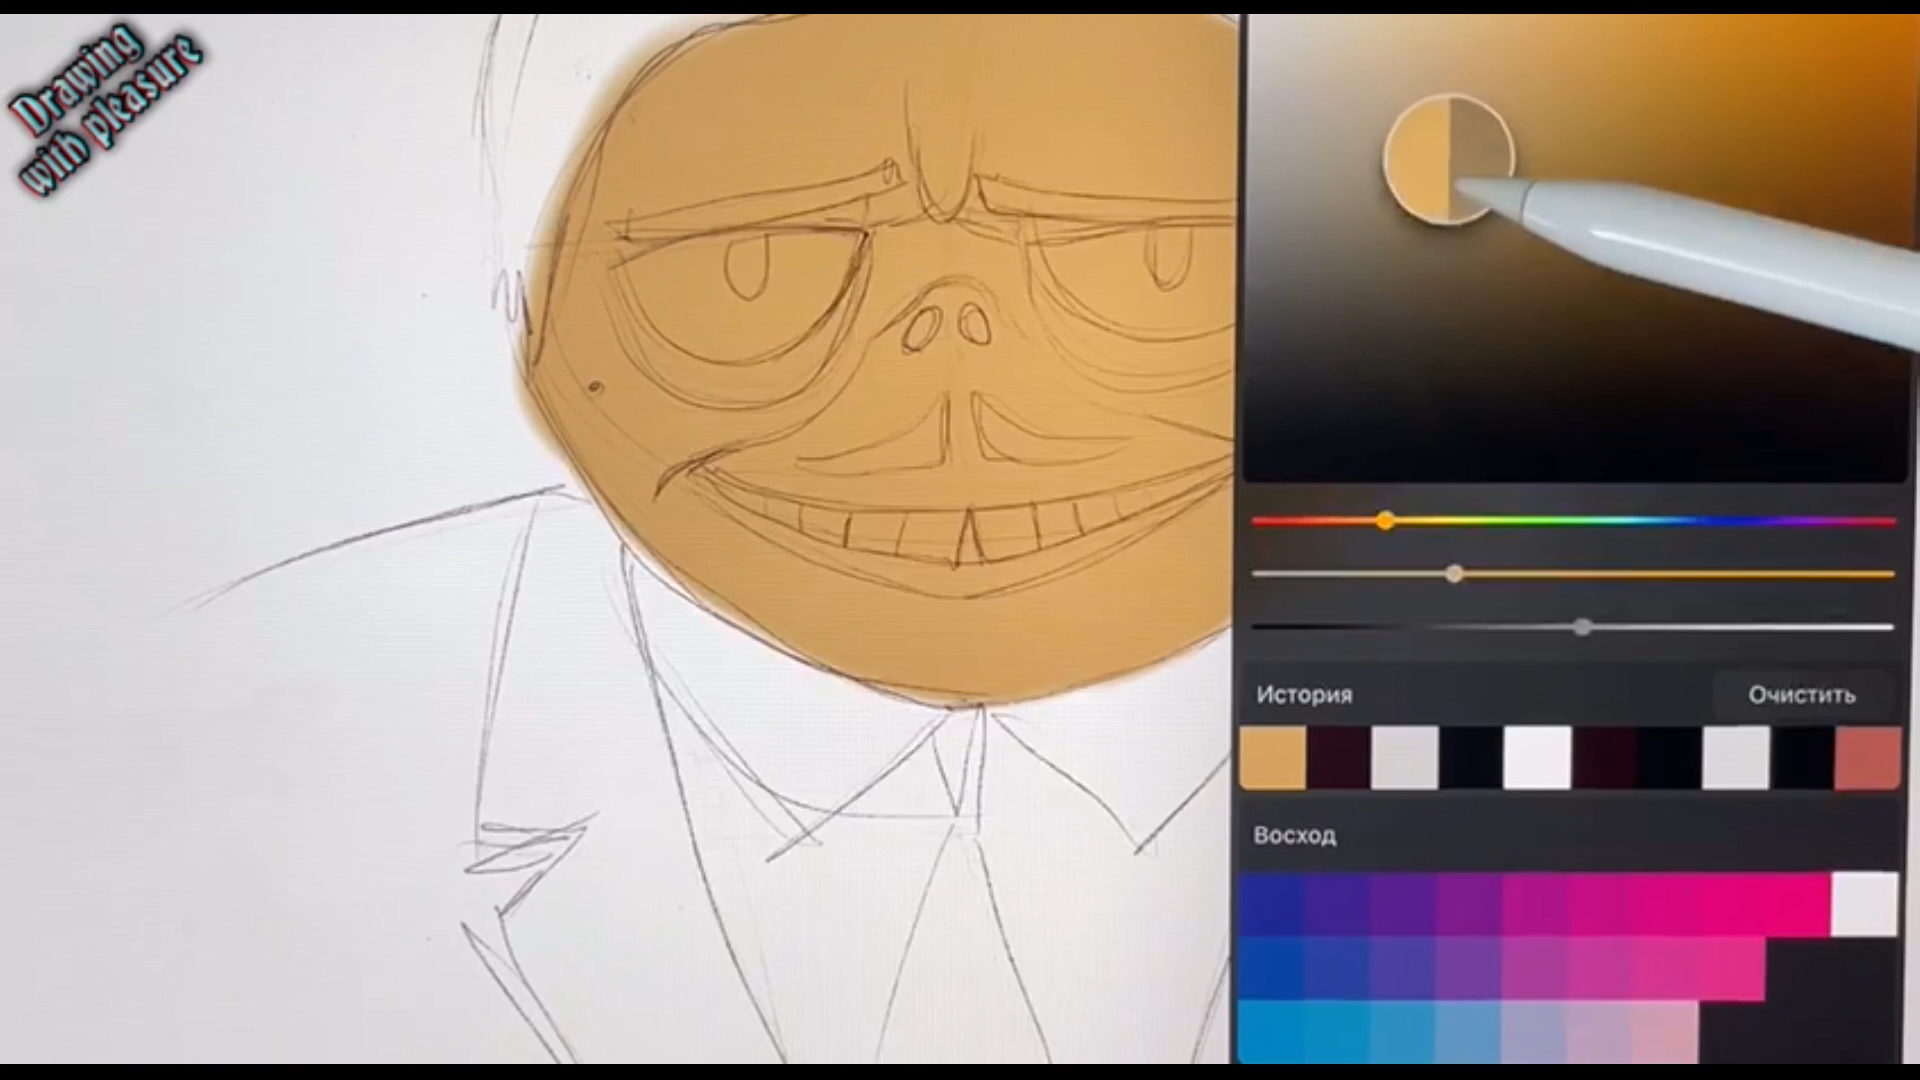 Drawing
with pleasure
История
Очистить
Восход